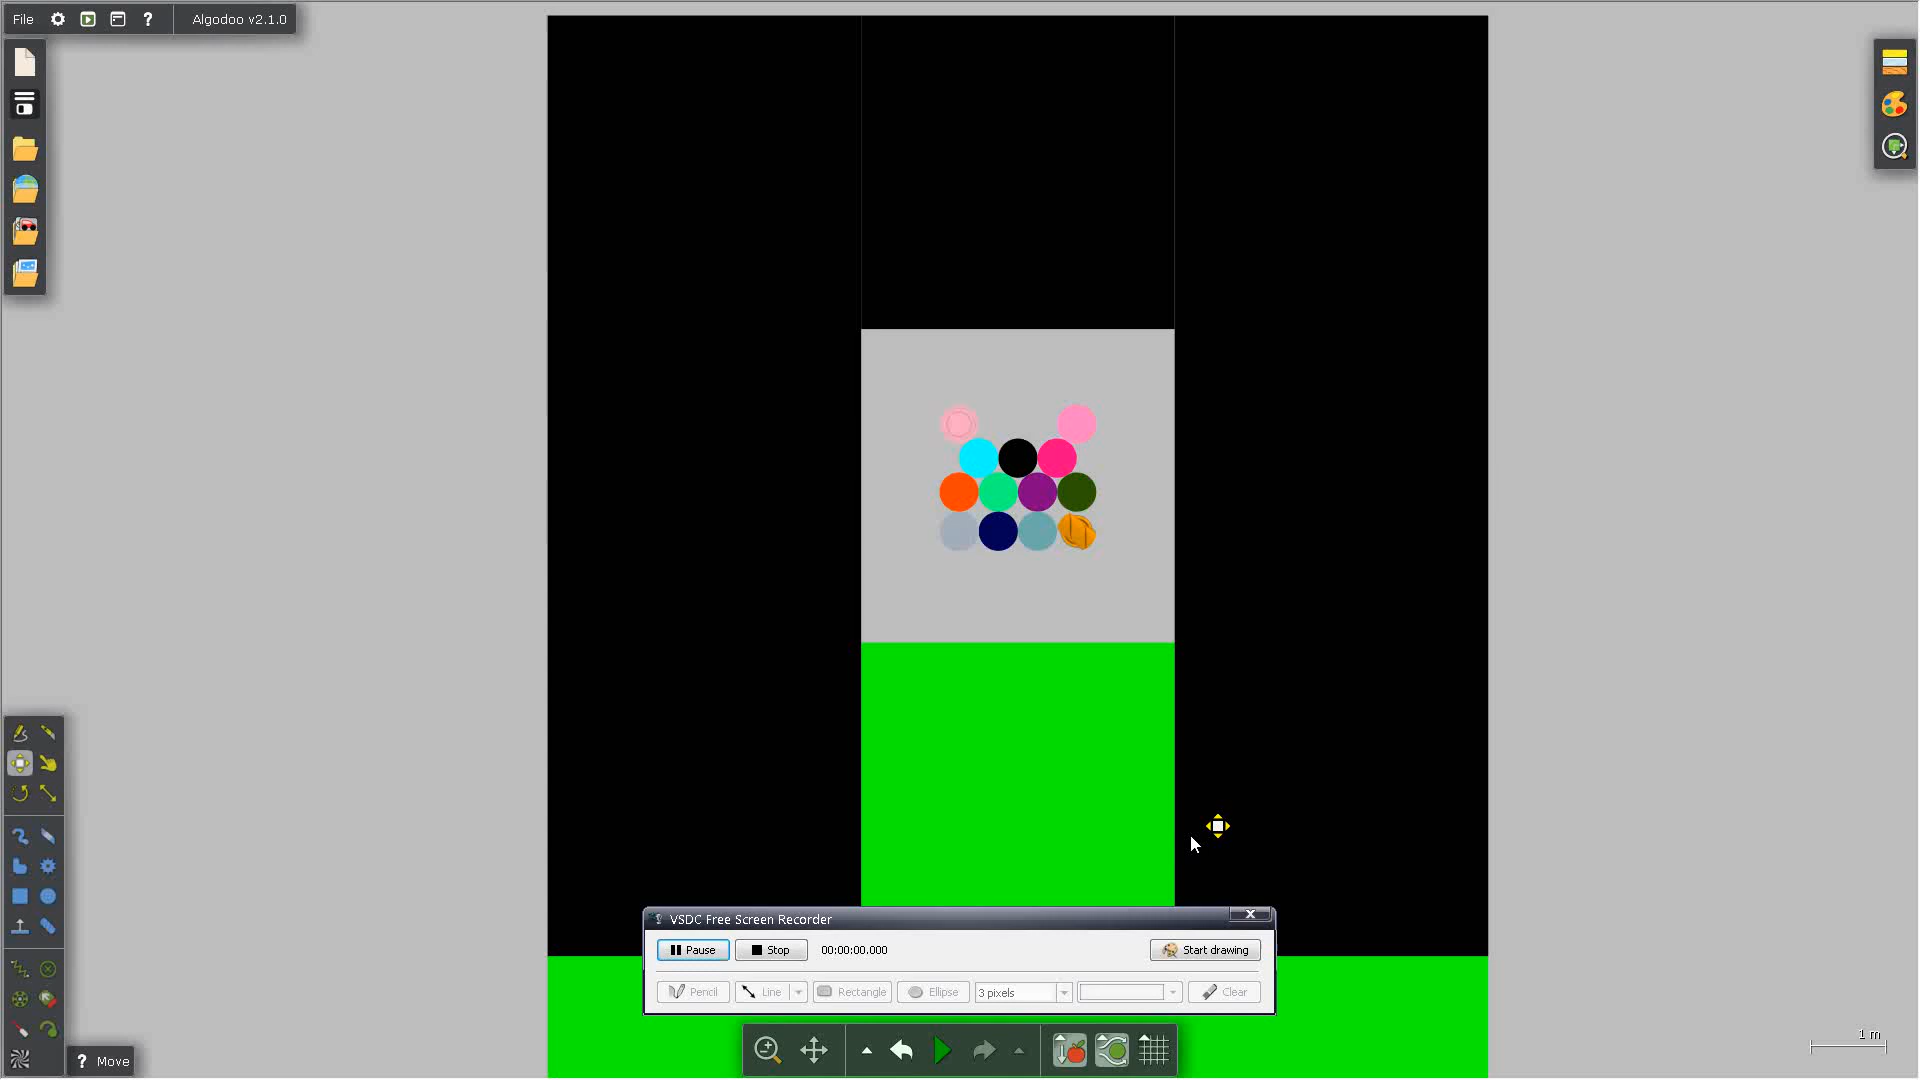 File ? Algodoo v2.1.0
VSDC Free Screen Recorder
Pause Stop 00:00:00.000 Start drawing
Pencil Line Rectangle Ellipse 3 pixels Clear
1 m
? Move